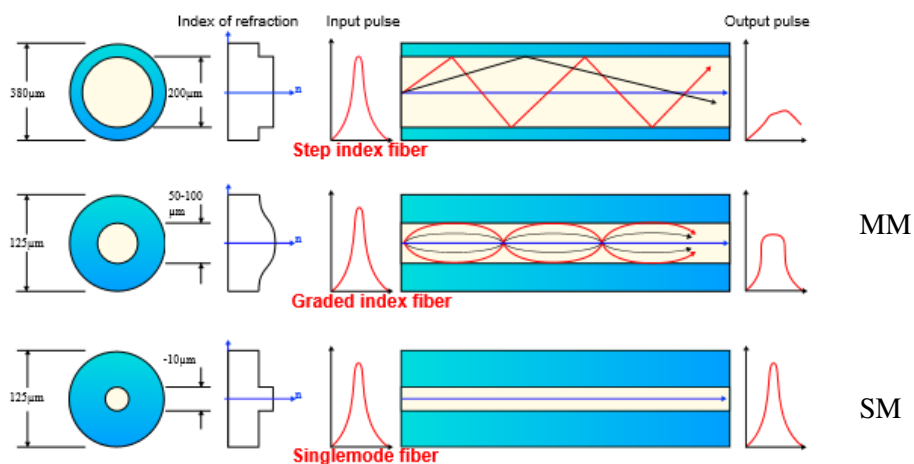 Index of refraction Input pulse Output pulse
380µm
200µm
n
Step index fiber
50-100
µm
125µm
n
MM
Graded index fiber
-10µm
125µm
n
SM
Singlemode fiber